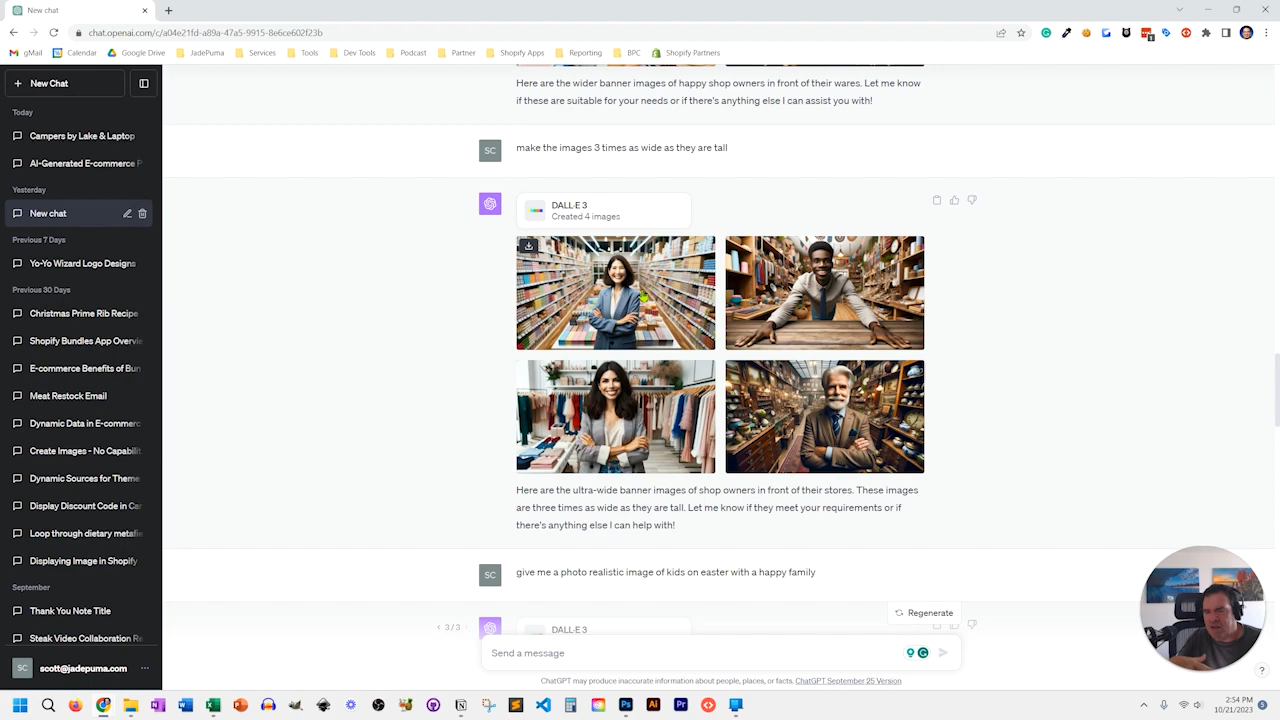 New chat
chat.openai.com/c/a04e21fd-a89a-47a5-9915-8e6ce602f23b
gMail
Calendar
Google Drive
JadePuma
Services
Tools
Dev Tools
Podcast
Partner
Shopify Apps
Reporting
BPC
Shopify Partners
New Chat
Today
Campers by Lake & Laptop
AI-Generated E-commerce P
Yesterday
New chat
Previous 7 Days
Yo-Yo Wizard Logo Designs
Previous 30 Days
Christmas Prime Rib Recipe
Shopify Bundles App Overvie
E-commerce Benefits of Bun
Meat Restock Email
Dynamic Data in E-commerc
Create Images - No Capabilit
Dynamic Sources for Theme
Display Discount Code in Car
Loop through dietary metafie
Displaying Image in Shopify
September
Thank You Note Title
Steak Video Collaboration Re
SC
scott@jadepuma.com
Here are the wider banner images of happy shop owners in front of their wares. Let me know
if these are suitable for your needs or if there's anything else I can assist you with!
SC
make the images 3 times as wide as they are tall
DALL·E 3
Created 4 images
Here are the ultra-wide banner images of shop owners in front of their stores. These images
are three times as wide as they are tall. Let me know if they meet your requirements or if
there's anything else I can help with!
SC
give me a photo realistic image of kids on easter with a happy family
Regenerate
3 / 3
DALL·E 3
Send a message
ChatGPT may produce inaccurate information about people, places, or facts. ChatGPT September 25 Version
?
2:54 PM
10/21/2023
5